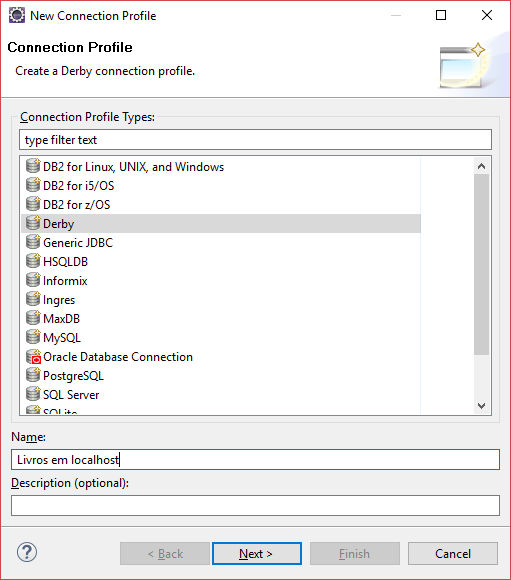 New Connection Profile
Connection Profile
Create a Derby connection profile.
Connection Profile Types:
type filter text
DB2 for Linux, UNIX, and Windows
DB2 for i5/OS
DB2 for z/OS
Derby
Generic JDBC
HSQLDB
Informix
Ingres
MaxDB
MySQL
Oracle Database Connection
PostgreSQL
SQL Server
SQLite
Name:
Livros em localhost
Description (optional):
? < Back Next > Finish Cancel